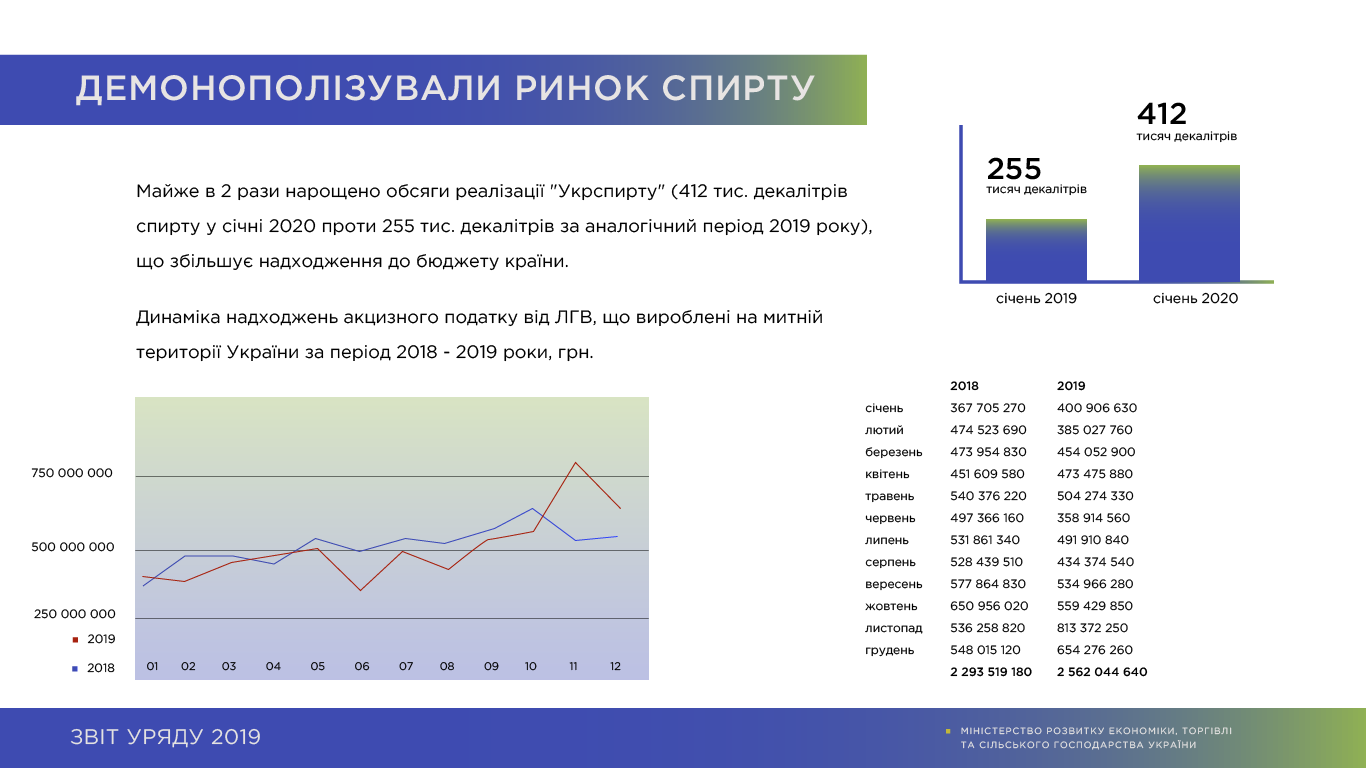 ДЕМОНОПОЛІЗУВАЛИ РИНОК СПИРТУ
Майже в 2 рази нарощено обсяги реалізації "Укрспирту" (412 тис. декалітрів
спирту у січні 2020 проти 255 тис. декалітрів за аналогічний період 2019 року),
що збільшує надходження до бюджету країни.
412
тисяч декалітрів
255
тисяч декалітрів
січень 2019 січень 2020
Динаміка надходжень акцизного податку від ЛГВ, що вироблені на митній
території України за період 2018 - 2019 роки, грн.
750 000 000
500 000 000
250 000 000
2019
2018
01 02 03 04 05 06 07 08 09 10 11 12
2018 2019
січень 367 705 270 400 906 630
лютий 474 523 690 385 027 760
березень 473 954 830 454 052 900
квітень 451 609 580 473 475 880
травень 540 376 220 504 274 330
червень 497 366 160 358 914 560
липень 531 861 340 491 910 840
серпень 528 439 510 434 374 540
вересень 577 864 830 534 966 280
жовтень 650 956 020 559 429 850
листопад 536 258 820 813 372 250
грудень 548 015 120 654 276 260
2 293 519 180 2 562 044 640
ЗВІТ УРЯДУ 2019
МІНІСТЕРСТВО РОЗВИТКУ ЕКОНОМІКИ, ТОРГІВЛІ
ТА СІЛЬСЬКОГО ГОСПОДАРСТВА УКРАЇНИ